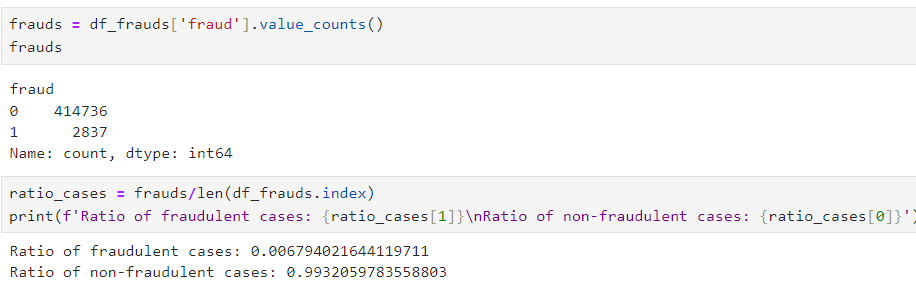 frauds = df_frauds['fraud'].value_counts()
frauds
fraud
0    414736
1      2837
Name: count, dtype: int64
ratio_cases = frauds/len(df_frauds.index)
print(f'Ratio of fraudulent cases: {ratio_cases[1]}\nRatio of non-fraudulent cases: {ratio_cases[0]}')
Ratio of fraudulent cases: 0.006794021644119711
Ratio of non-fraudulent cases: 0.9932059783558803